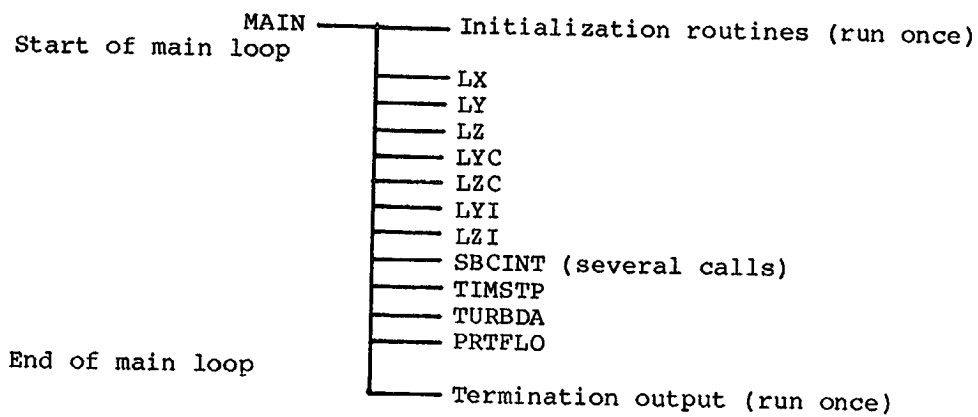 MAIN Initialization routines (run once)
Start of main loop
LX
LY
LZ
LYC
LZC
LYI
LZI
SBCINT (several calls)
TIMSTP
TURBDA
PRTFLO
End of main loop
Termination output (run once)